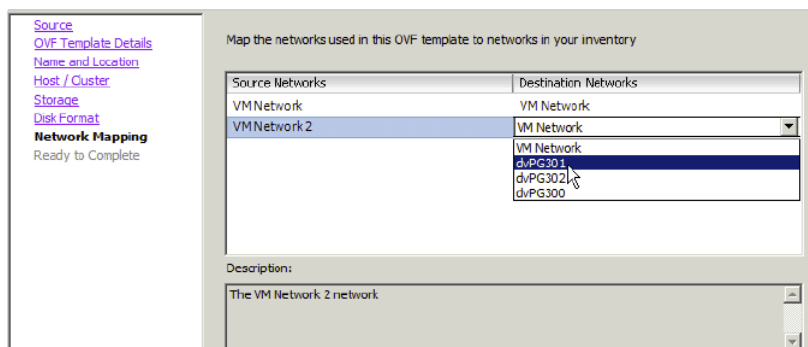 Source
OVF Template Details
Name and Location
Host / Cluster
Storage
Disk Format
Network Mapping
Ready to Complete
Map the networks used in this OVF template to networks in your inventory
Source Networks Destination Networks
VM Network VM Network
VM Network 2 VM Network
VM Network
dvPG301
dvPG302
dvPG300
Description:
The VM Network 2 network